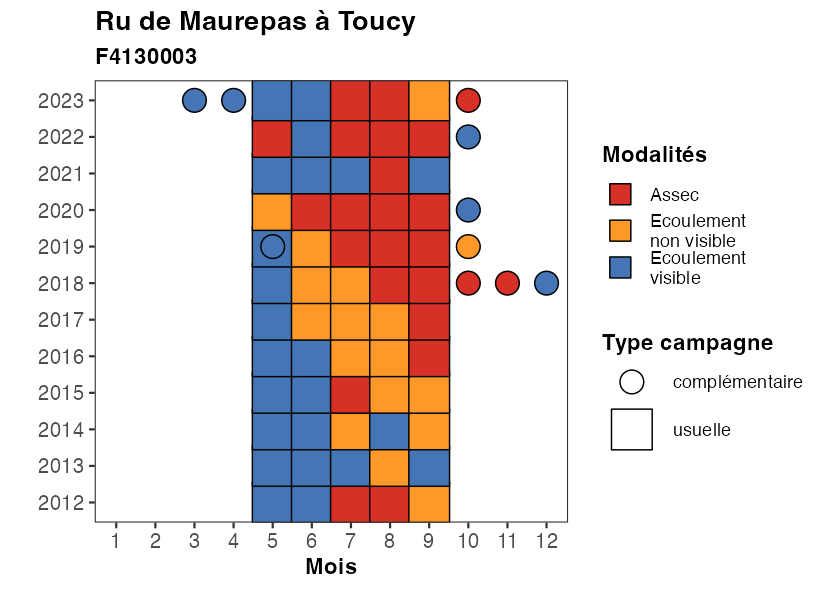 Ru de Maurepas à Toucy
F4130003
2023
2022
2021
2020
2019
2018
2017
2016
2015
2014
2013
2012
1 2 3 4 5 6 7 8 9 10 11 12
Mois
Modalités
Assec
Ecoulement
non visible
Ecoulement
visible
Type campagne
complémentaire
usuelle